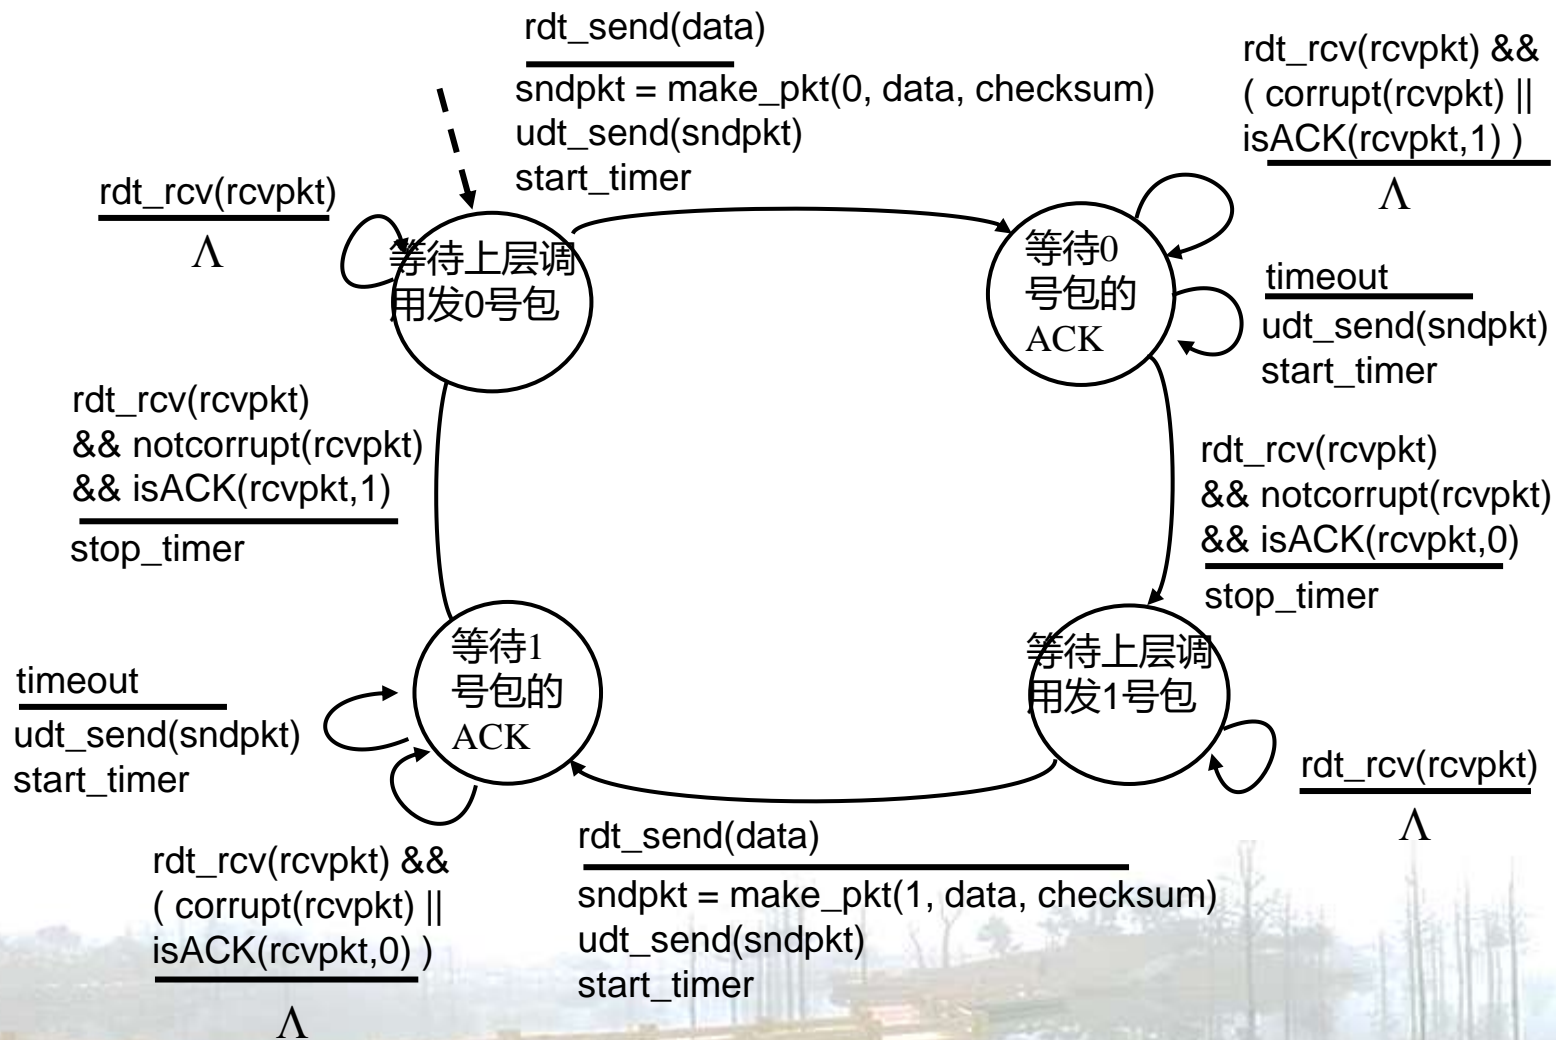 rdt_send(data)
sndpkt = make_pkt(0, data, checksum)
udt_send(sndpkt)
start_timer
rdt_rcv(rcvpkt) &&
( corrupt(rcvpkt) ||
isACK(rcvpkt,1) )
Λ
rdt_rcv(rcvpkt)
Λ
等待上层调
用发0号包
等待0
号包的
ACK
timeout
udt_send(sndpkt)
start_timer
rdt_rcv(rcvpkt)
&& notcorrupt(rcvpkt)
&& isACK(rcvpkt,1)
stop_timer
rdt_rcv(rcvpkt)
&& notcorrupt(rcvpkt)
&& isACK(rcvpkt,0)
stop_timer
等待1
号包的
ACK
等待上层调
用发1号包
timeout
udt_send(sndpkt)
start_timer
rdt_rcv(rcvpkt)
Λ
rdt_rcv(rcvpkt) &&
( corrupt(rcvpkt) ||
isACK(rcvpkt,0) )
Λ
rdt_send(data)
sndpkt = make_pkt(1, data, checksum)
udt_send(sndpkt)
start_timer